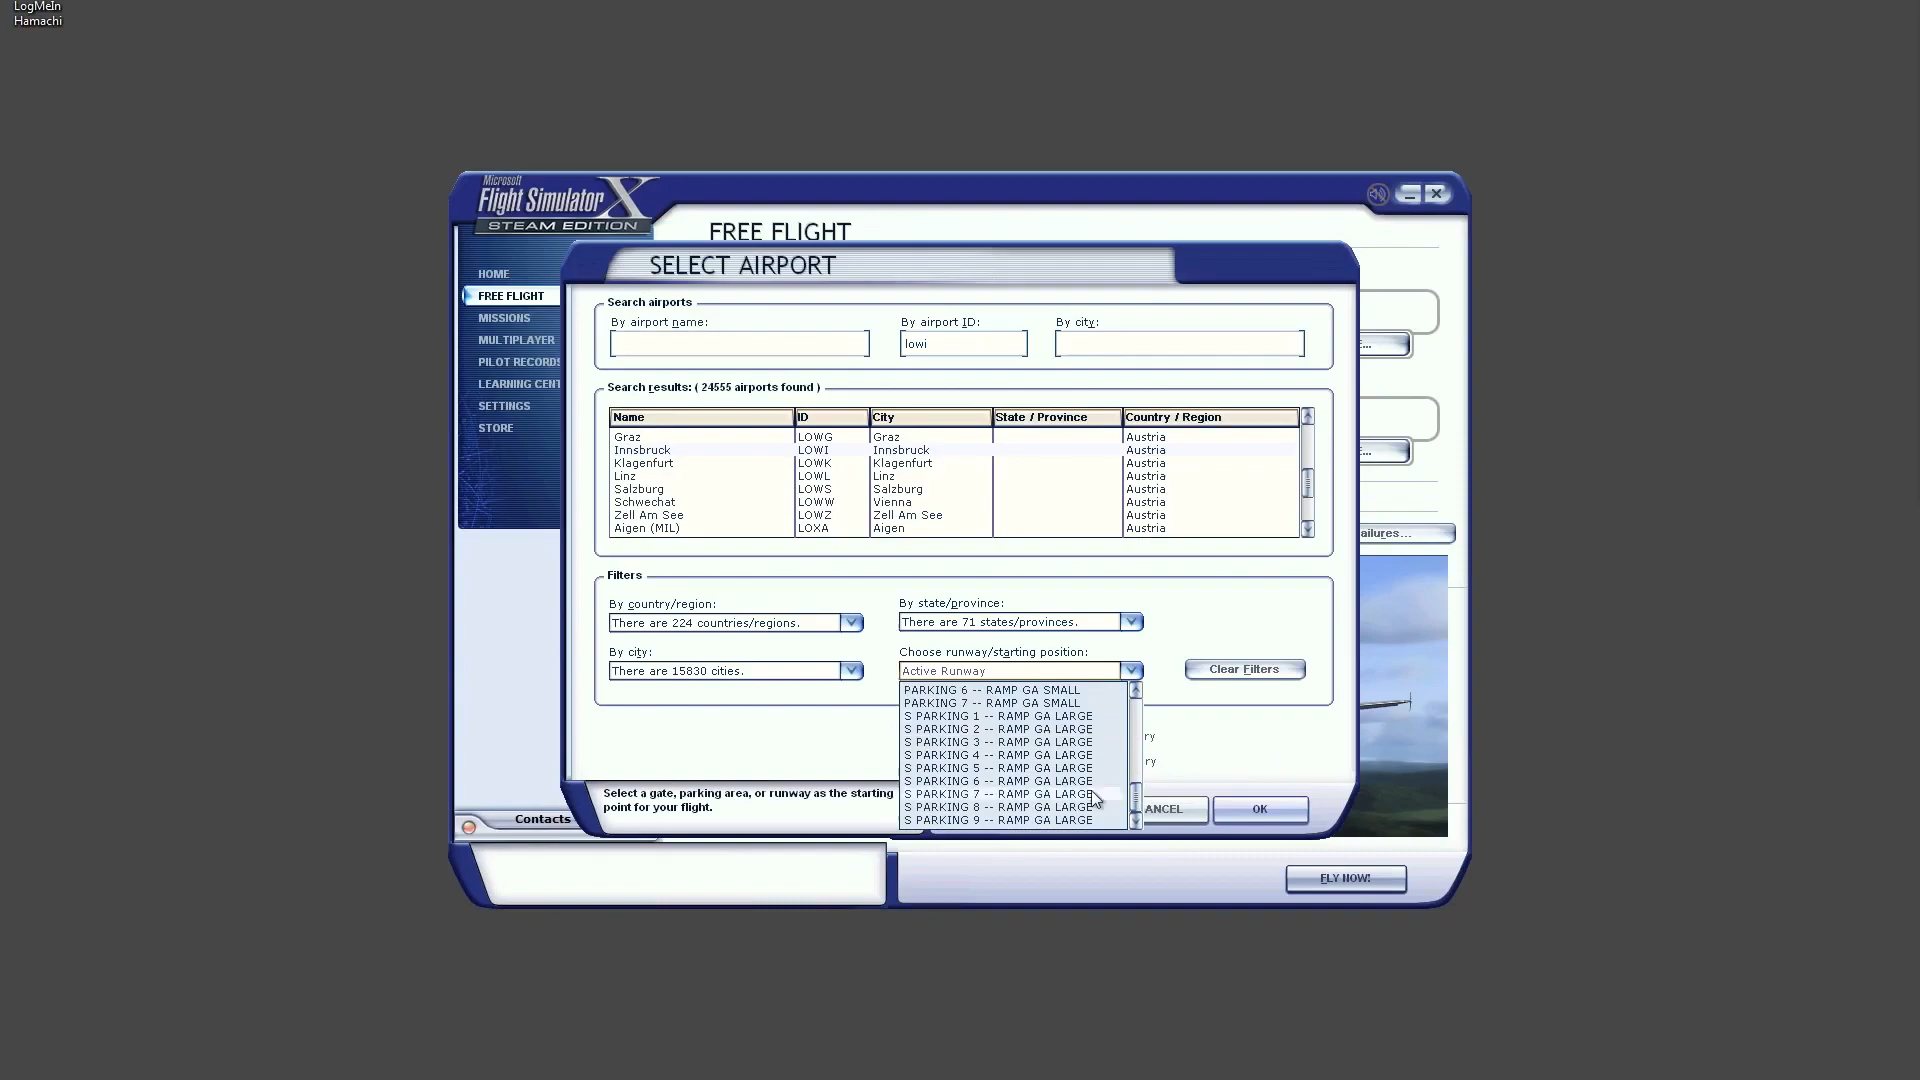 LogMeIn
Hamachi
Microsoft
Flight Simulator X
STEAM EDITION
FREE FLIGHT
SELECT AIRPORT
HOME
FREE FLIGHT
MISSIONS
MULTIPLAYER
PILOT RECORDS
LEARNING CENT
SETTINGS
STORE
Search airports
By airport name:
By airport ID:
By city:
lowi
Search results: ( 24555 airports found )
Name ID City State / Province Country / Region
Graz LOWG Graz Austria
Innsbruck LOWI Innsbruck Austria
Klagenfurt LOWK Klagenfurt Austria
Linz LOWL Linz Austria
Salzburg LOWS Salzburg Austria
Schwechat LOWW Vienna Austria
Zell Am See LOWZ Zell Am See Austria
Aigen (MIL) LOXA Aigen Austria
ailures...
Filters
By country/region:
By state/province:
There are 224 countries/regions.
There are 71 states/provinces.
By city:
Choose runway/starting position:
There are 15830 cities.
Active Runway
Clear Filters
PARKING 6 -- RAMP GA SMALL
PARKING 7 -- RAMP GA SMALL
S PARKING 1 -- RAMP GA LARGE
S PARKING 2 -- RAMP GA LARGE
S PARKING 3 -- RAMP GA LARGE
S PARKING 4 -- RAMP GA LARGE
S PARKING 5 -- RAMP GA LARGE
S PARKING 6 -- RAMP GA LARGE
S PARKING 7 -- RAMP GA LARGE
S PARKING 8 -- RAMP GA LARGE
S PARKING 9 -- RAMP GA LARGE
ry
ry
Select a gate, parking area, or runway as the starting
point for your flight.
ANCEL
OK
Contacts
FLY NOW!